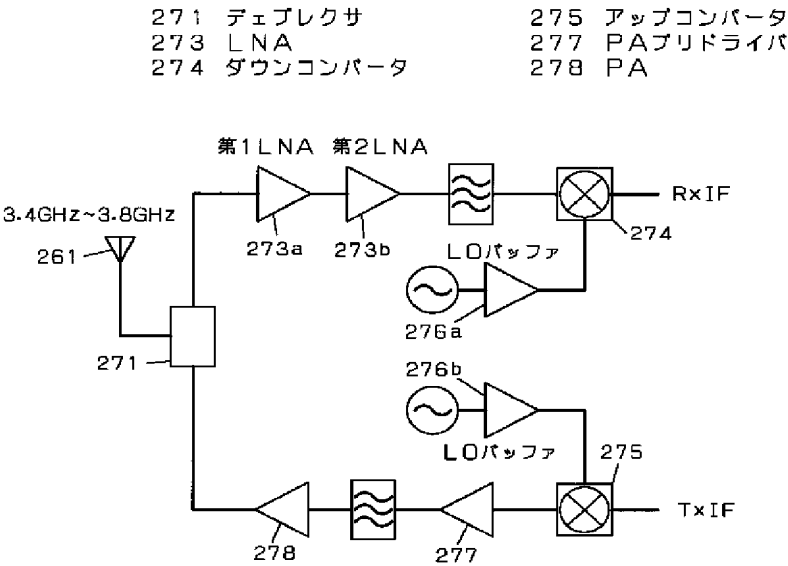 271 デュプレクサ
273 LNA
274 ダウンコンバータ
275 アップコンバータ
277 PAプリドライバ
278 PA
第1LNA 第2LNA
3.4GHz~3.8GHz
RxIF
261
273a
273b
274
LOバッファ
276a
271
276b
LOバッファ
275
TxIF
278
277